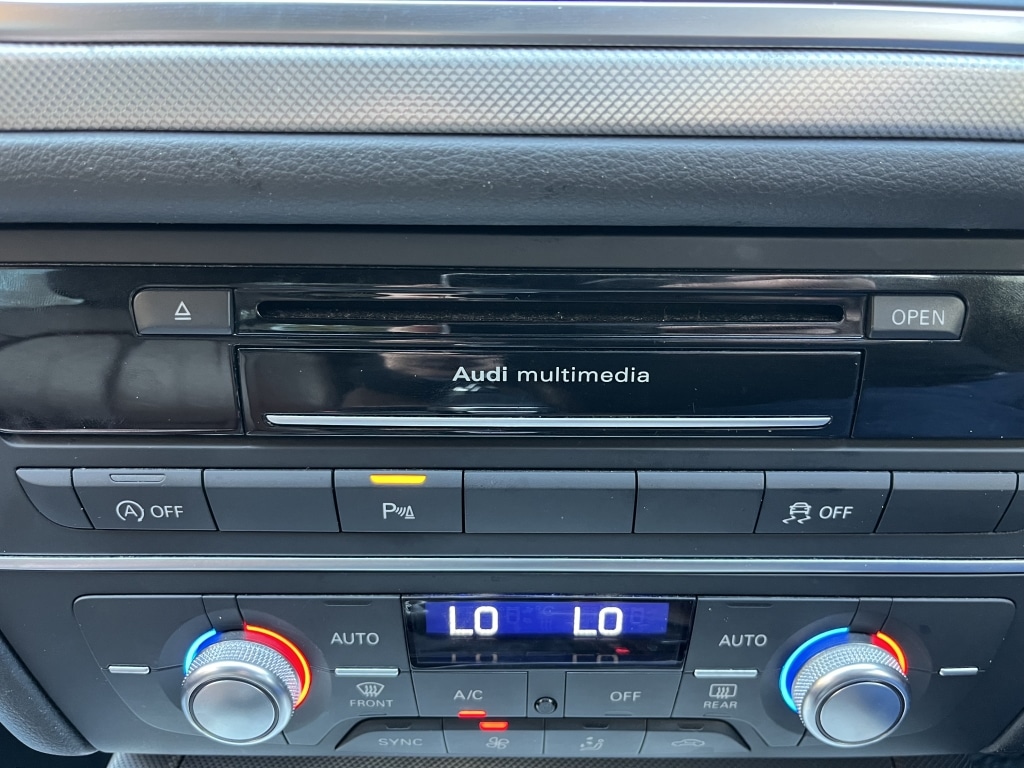 OPEN
Audi multimedia
A OFF
P
OFF
LO LO
AUTO
AUTO
FRONT
A/C
OFF
REAR
SYNC